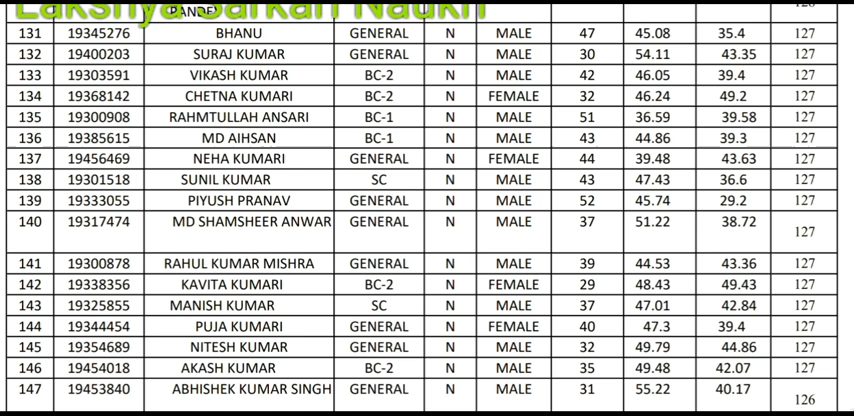 Lakshya Sarkari Naukri
PANDEY
131 19345276 BHANU GENERAL N MALE 47 45.08 35.4 127
132 19400203 SURAJ KUMAR GENERAL N MALE 30 54.11 43.35 127
133 19303591 VIKASH KUMAR BC-2 N MALE 42 46.05 39.4 127
134 19368142 CHETNA KUMARI BC-2 N FEMALE 32 46.24 49.2 127
135 19300908 RAHMTULLAH ANSARI BC-1 N MALE 51 36.59 39.58 127
136 19385615 MD AIHSAN BC-1 N MALE 43 44.86 39.3 127
137 19456469 NEHA KUMARI GENERAL N FEMALE 44 39.48 43.63 127
138 19301518 SUNIL KUMAR SC N MALE 43 47.43 36.6 127
139 19333055 PIYUSH PRANAV GENERAL N MALE 52 45.74 29.2 127
140 19317474 MD SHAMSHEER ANWAR GENERAL N MALE 37 51.22 38.72 127
141 19300878 RAHUL KUMAR MISHRA GENERAL N MALE 39 44.53 43.36 127
142 19338356 KAVITA KUMARI BC-2 N FEMALE 29 48.43 49.43 127
143 19325855 MANISH KUMAR SC N MALE 37 47.01 42.84 127
144 19344454 PUJA KUMARI GENERAL N FEMALE 40 47.3 39.4 127
145 19354689 NITESH KUMAR GENERAL N MALE 32 49.79 44.86 127
146 19454018 AKASH KUMAR BC-2 N MALE 35 49.48 42.07 127
147 19453840 ABHISHEK KUMAR SINGH GENERAL N MALE 31 55.22 40.17 126